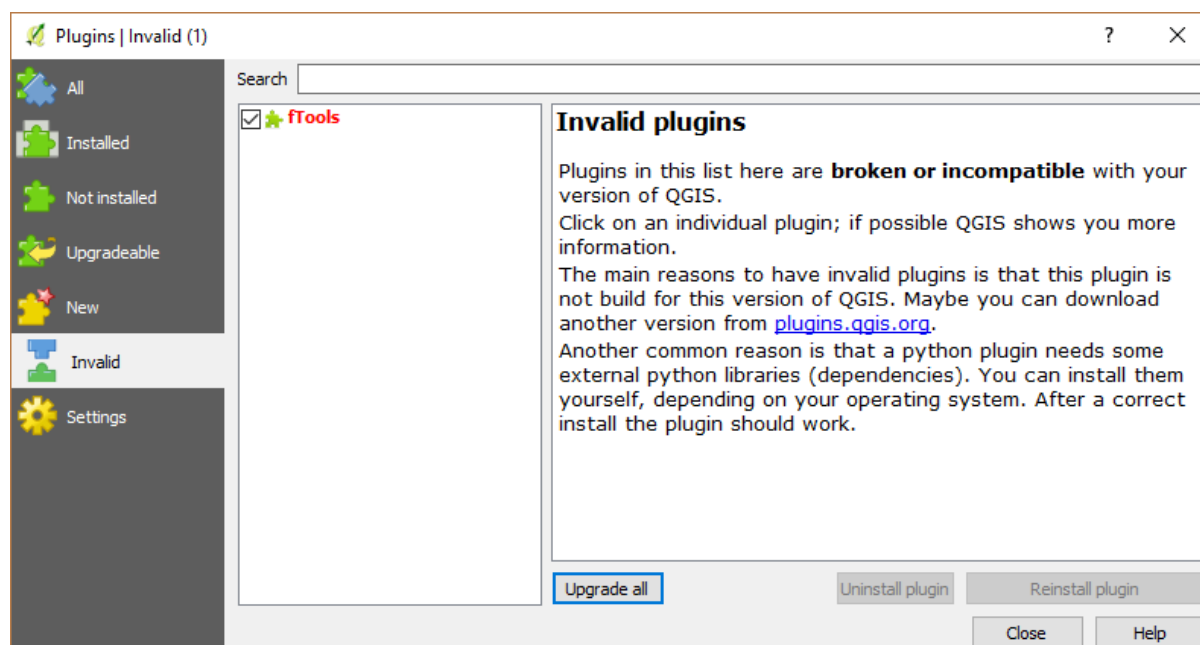 Plugins | Invalid (1)
?
All
Installed
Not installed
Upgradeable
New
Invalid
Settings
Search
fTools
Invalid plugins
Plugins in this list here are broken or incompatible with your
version of QGIS.
Click on an individual plugin; if possible QGIS shows you more
information.
The main reasons to have invalid plugins is that this plugin is
not build for this version of QGIS. Maybe you can download
another version from plugins.qgis.org.
Another common reason is that a python plugin needs some
external python libraries (dependencies). You can install them
yourself, depending on your operating system. After a correct
install the plugin should work.
Upgrade all
Uninstall plugin
Reinstall plugin
Close
Help